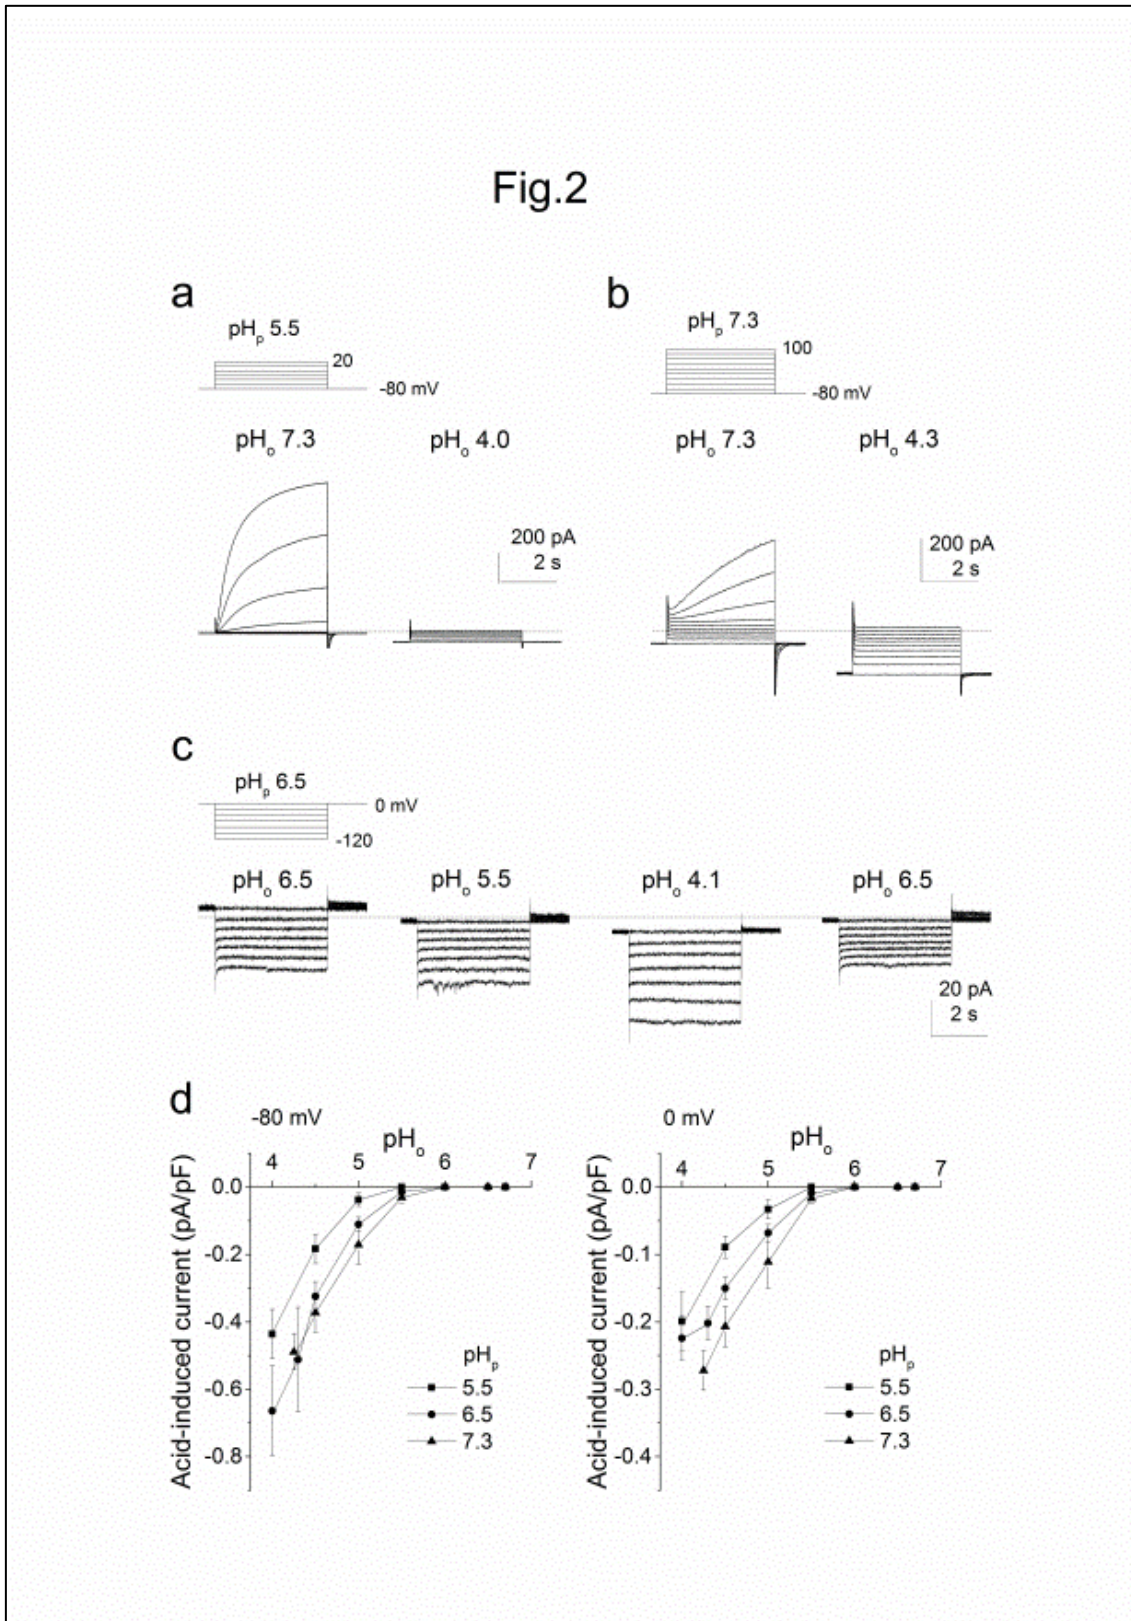 Fig.2
a
b
pHp 5.5
20
-80 mV
pHp 7.3
100
-80 mV
pHo 7.3
pHo 4.0
pHo 7.3
pHo 4.3
200 pA
2 s
200 pA
2 s
c
pHp 6.5
0 mV
-120
pHo 6.5
pHo 5.5
pHo 4.1
pHo 6.5
20 pA
2 s
d
-80 mV
pHo
4 5 6 7
0.0
-0.2
-0.4
-0.6
-0.8
Acid-induced current (pA/pF)
pHp
5.5
6.5
7.3
0 mV
pHo
4 5 6 7
0.0
-0.1
-0.2
-0.3
-0.4
Acid-induced current (pA/pF)
pHp
5.5
6.5
7.3